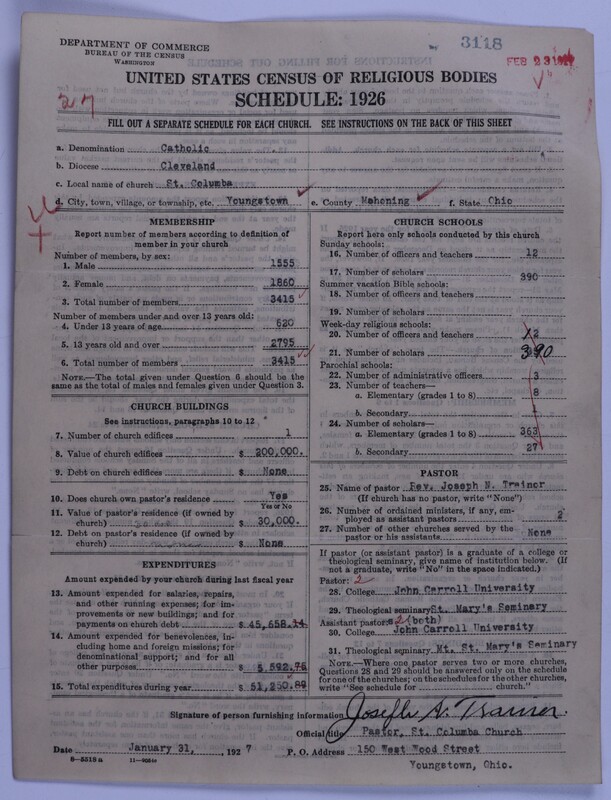 DEPARTMENT OF COMMERCE
BUREAU OF THE CENSUS
WASHINGTON
3118
FEB 23 1927
UNITED STATES CENSUS OF RELIGIOUS BODIES
27
SCHEDULE: 1926
FILL OUT A SEPARATE SCHEDULE FOR EACH CHURCH. SEE INSTRUCTIONS ON THE BACK OF THIS SHEET
a. Denomination Catholic
b. Diocese Cleveland
c. Local name of church St. Columba
d. City, town, village, or township, etc. Youngstown e. County Mahoning f. State Ohio
MEMBERSHIP
Report number of members according to definition of
member in your church
Number of members, by sex:
1. Male 1555
2. Female 1860
3. Total number of members 3415
Number of members under and over 13 years old:
4. Under 13 years of age 620
5. 13 years old and over 2795
6. Total number of members 3415
NOTE.—The total given under Question 6 should be the
same as the total of males and females given under Question 3.
CHURCH BUILDINGS
See instructions, paragraphs 10 to 12
7. Number of church edifices 1
8. Value of church edifices $ 200,000.
9. Debt on church edifices $ None
10. Does church own pastor's residence Yes
Yes or No
11. Value of pastor's residence (if owned by
church) $ 30,000.
12. Debt on pastor's residence (if owned by
church) $ None
EXPENDITURES
Amount expended by your church during last fiscal year
13. Amount expended for salaries, repairs,
and other running expenses; for im-
provements or new buildings; and for
payments on church debt $ 45,658.14
14. Amount expended for benevolences, in-
cluding home and foreign missions; for
denominational support; and for all
other purposes $ 5 592.75
15. Total expenditures during year $ 51,250.89
CHURCH SCHOOLS
Report here only schools conducted by this church
Sunday schools:
16. Number of officers and teachers 12
17. Number of scholars 390
Summer vacation Bible schools:
18. Number of officers and teachers
19. Number of scholars
Week-day religious schools:
20. Number of officers and teachers 12
21. Number of scholars 390
Parochial schools:
22. Number of administrative officers 3
23. Number of teachers—
a. Elementary (grades 1 to 8) 8
b. Secondary 1
24. Number of scholars—
a. Elementary (grades 1 to 8) 363
b. Secondary 27
PASTOR
25. Name of pastor Rev. Joseph N. Trainor
(If church has no pastor, write "None")
26. Number of ordained ministers, if any, em-
ployed as assistant pastors 2
27. Number of other churches served by the
pastor or his assistants None
If pastor (or assistant pastor) is a graduate of a college or
theological seminary, give name of institution below. (If
not a graduate, write "No" in the space indicated.)
Pastor: 2
28. College John Carroll University
29. Theological seminary St. Mary's Seminary
Assistant pastor: 2 (both)
30. College John Carroll University
31. Theological seminary Mt. St. Mary's Seminary
NOTE.—Where one pastor serves two or more churches,
Question 28 and 29 should be answered only on the schedule
for one of the churches; on the schedules for the other churches,
write "See schedule for church."
Signature of person furnishing information Joseph N. Trainor.
Official title Pastor, St. Columba Church
Date January 31, 1927 P. O. Address 150 West Wood Street
8—5518a
Youngstown, Ohio.